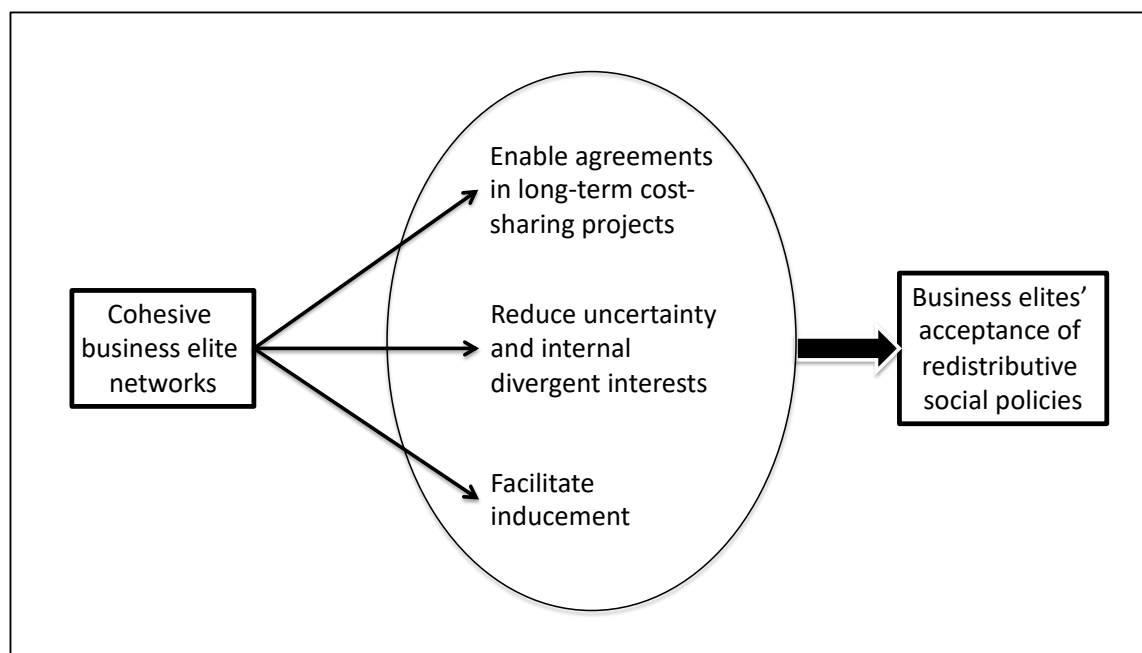 Cohesive
business elite
networks
Enable agreements
in long-term cost-
sharing projects
Reduce uncertainty
and internal
divergent interests
Facilitate
inducement
Business elites’
acceptance of
redistributive
social policies